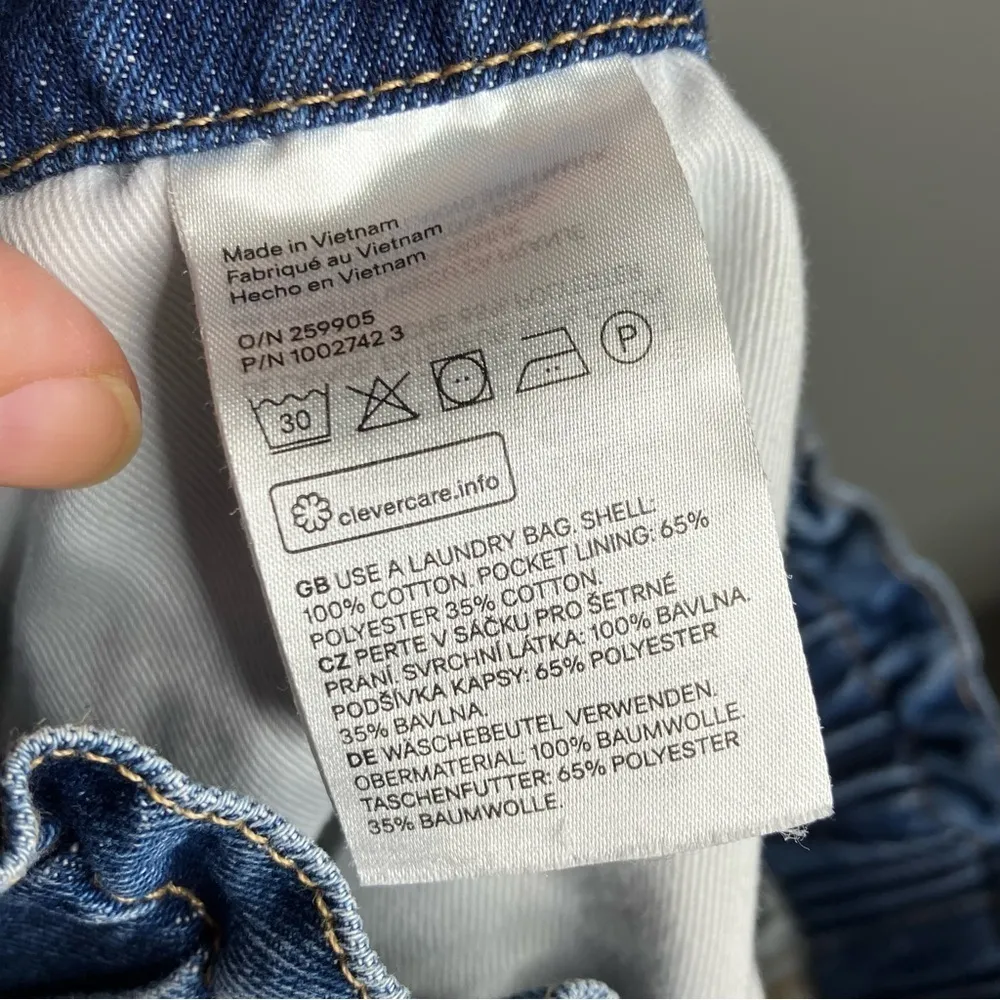 Made in Vietnam
Fabriqué au Vietnam
Hecho en Vietnam
O/N 259905
P/N 1002742 3
30
P
clevercare.info
GB USE A LAUNDRY BAG. SHELL:
100% COTTON. POCKET LINING: 65%
POLYESTER 35% COTTON.
CZ PERTE V SÁČKU PRO ŠETRNÉ
PRANÍ. SVRCHNÍ LÁTKA: 100% BAVLNA.
PODŠÍVKA KAPSY: 65% POLYESTER
35% BAVLNA.
DE WÄSCHEBEUTEL VERWENDEN.
OBERMATERIAL: 100% BAUMWOLLE.
TASCHENFUTTER: 65% POLYESTER
35% BAUMWOLLE.